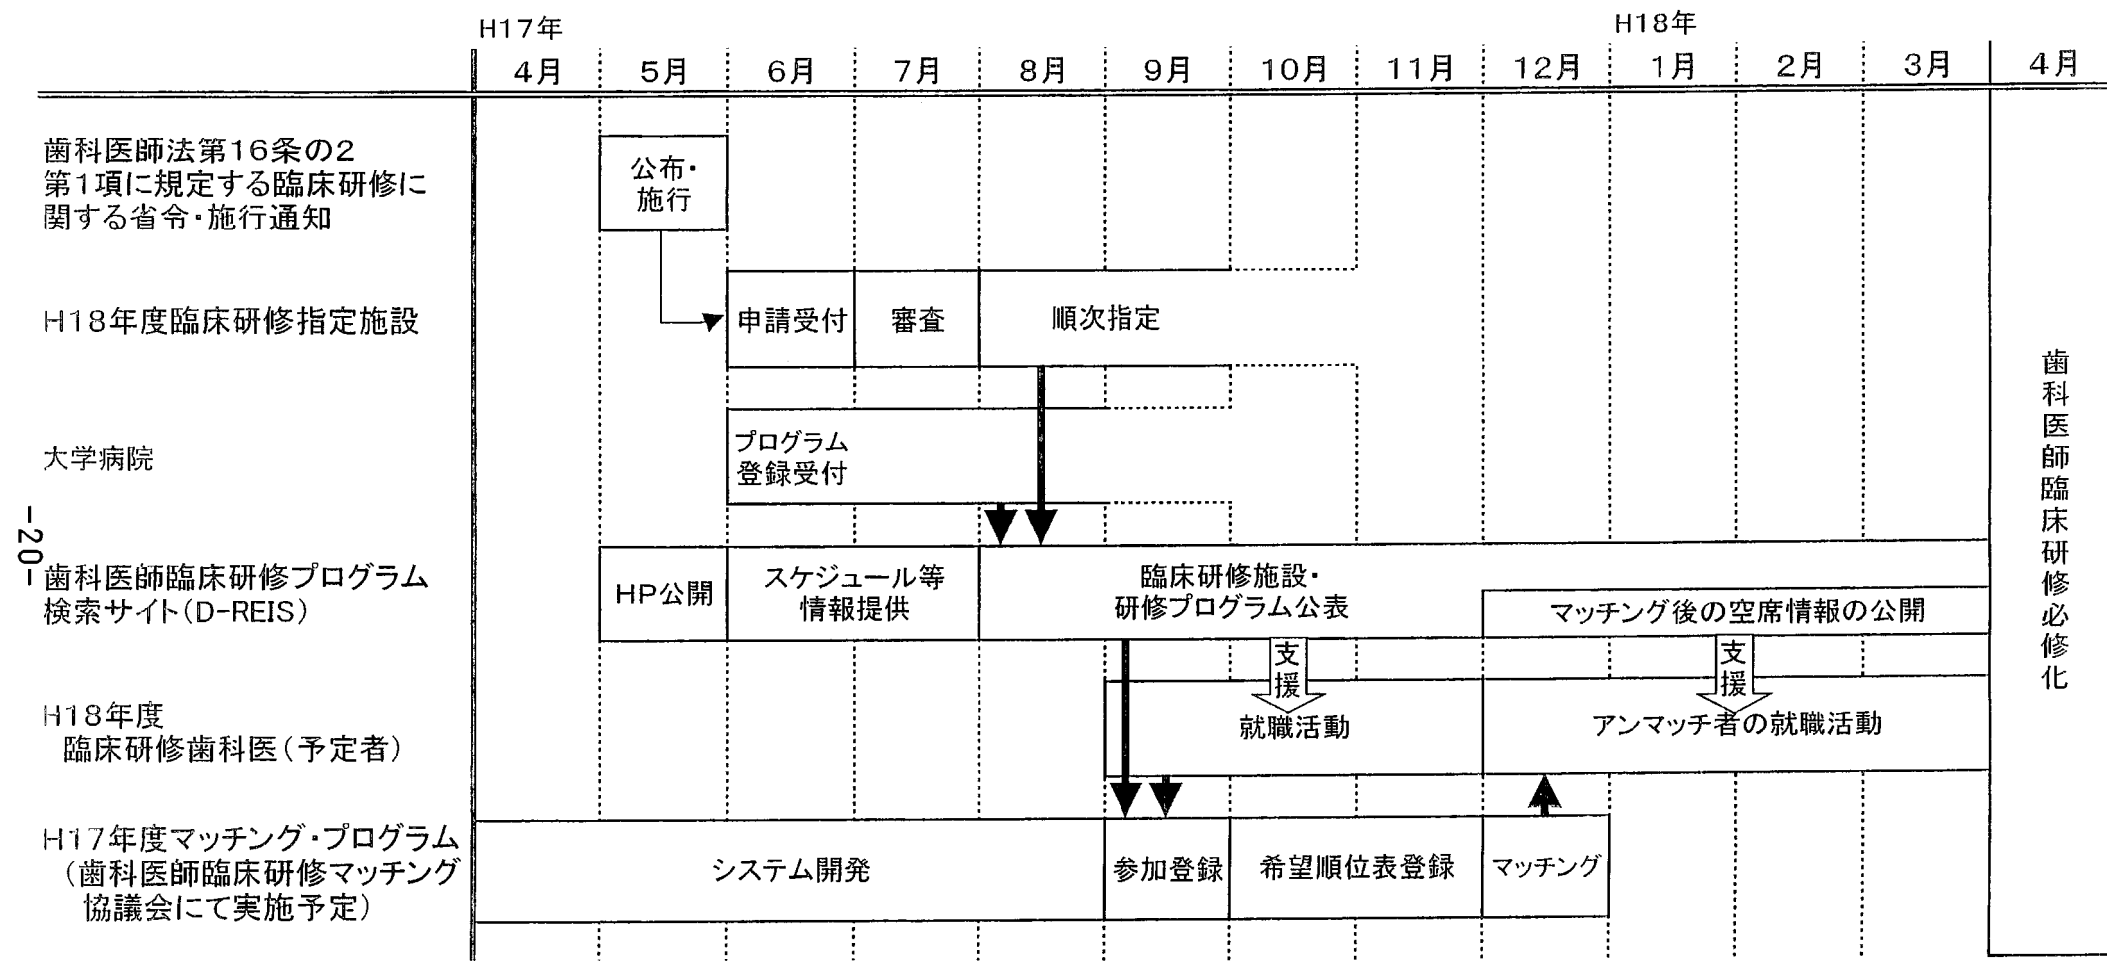 H17年
H18年
4月 5月 6月 7月 8月 9月 10月 11月 12月 1月 2月 3月 4月
歯科医師法第16条の2
第1項に規定する臨床研修に
関する省令・施行通知
公布・
施行
H18年度臨床研修指定施設
申請受付
審査
順次指定
大学病院
プログラム
登録受付
-20-
歯科医師臨床研修プログラム
検索サイト(D-REIS)
HP公開
スケジュール等
情報提供
臨床研修施設・
研修プログラム公表
マッチング後の空席情報の公開
支援
支援
H18年度
臨床研修歯科医(予定者)
就職活動
アンマッチ者の就職活動
H17年度マッチング・プログラム
(歯科医師臨床研修マッチング
協議会にて実施予定)
システム開発
参加登録
希望順位表登録
マッチング
歯科医師臨床研修必修化